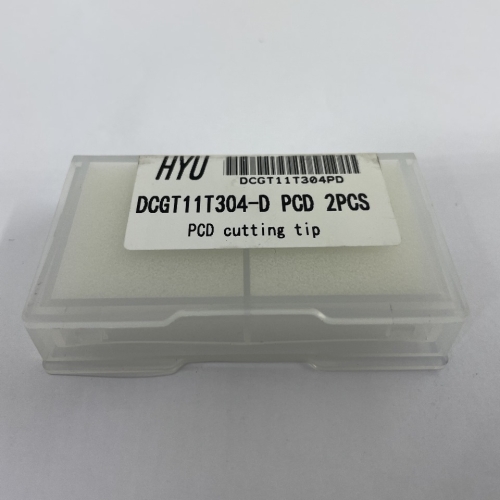 HYU
DCGT11T304PD
DCGT11T304-D PCD 2PCS
PCD cutting tip